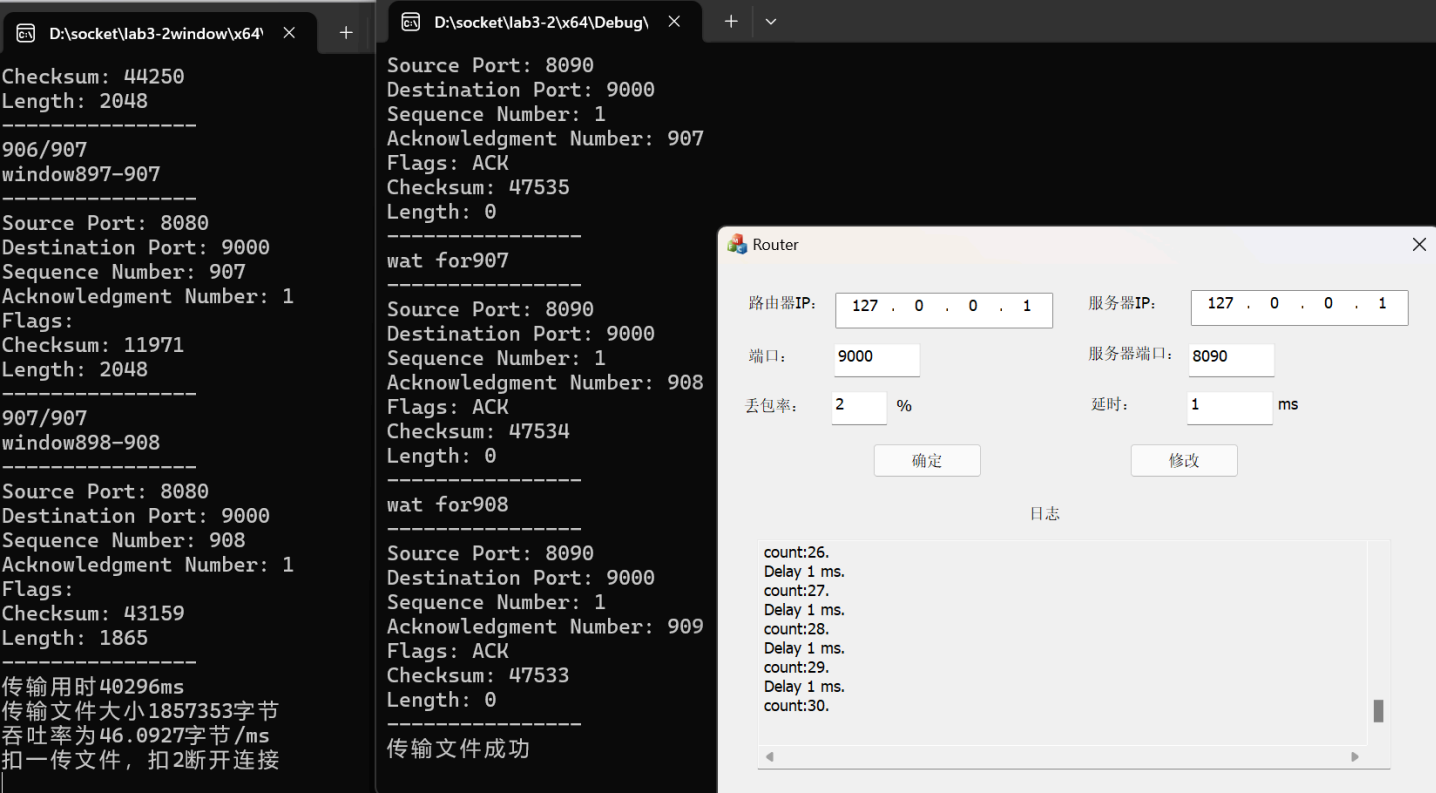 D:\socket\lab3-2window\x64\
Checksum: 44250
Length: 2048
----------------
906/907
window897-907
----------------
Source Port: 8080
Destination Port: 9000
Sequence Number: 907
Acknowledgment Number: 1
Flags:
Checksum: 11971
Length: 2048
----------------
907/907
window898-908
----------------
Source Port: 8080
Destination Port: 9000
Sequence Number: 908
Acknowledgment Number: 1
Flags:
Checksum: 43159
Length: 1865
----------------
传输用时40296ms
传输文件大小1857353字节
吞吐率为46.0927字节/ms
扣一传文件，扣2断开连接
D:\socket\lab3-2\x64\Debug\
Source Port: 8090
Destination Port: 9000
Sequence Number: 1
Acknowledgment Number: 907
Flags: ACK
Checksum: 47535
Length: 0
----------------
wat for907
----------------
Source Port: 8090
Destination Port: 9000
Sequence Number: 1
Acknowledgment Number: 908
Flags: ACK
Checksum: 47534
Length: 0
----------------
wat for908
----------------
Source Port: 8090
Destination Port: 9000
Sequence Number: 1
Acknowledgment Number: 909
Flags: ACK
Checksum: 47533
Length: 0
----------------
传输文件成功
Router
路由器IP: 127 . 0 . 0 . 1 服务器IP: 127 . 0 . 0 . 1
端口: 9000 服务器端口: 8090
丢包率: 2 % 延时: 1 ms
确定 修改
日志
count:26.
Delay 1 ms.
count:27.
Delay 1 ms.
count:28.
Delay 1 ms.
count:29.
Delay 1 ms.
count:30.